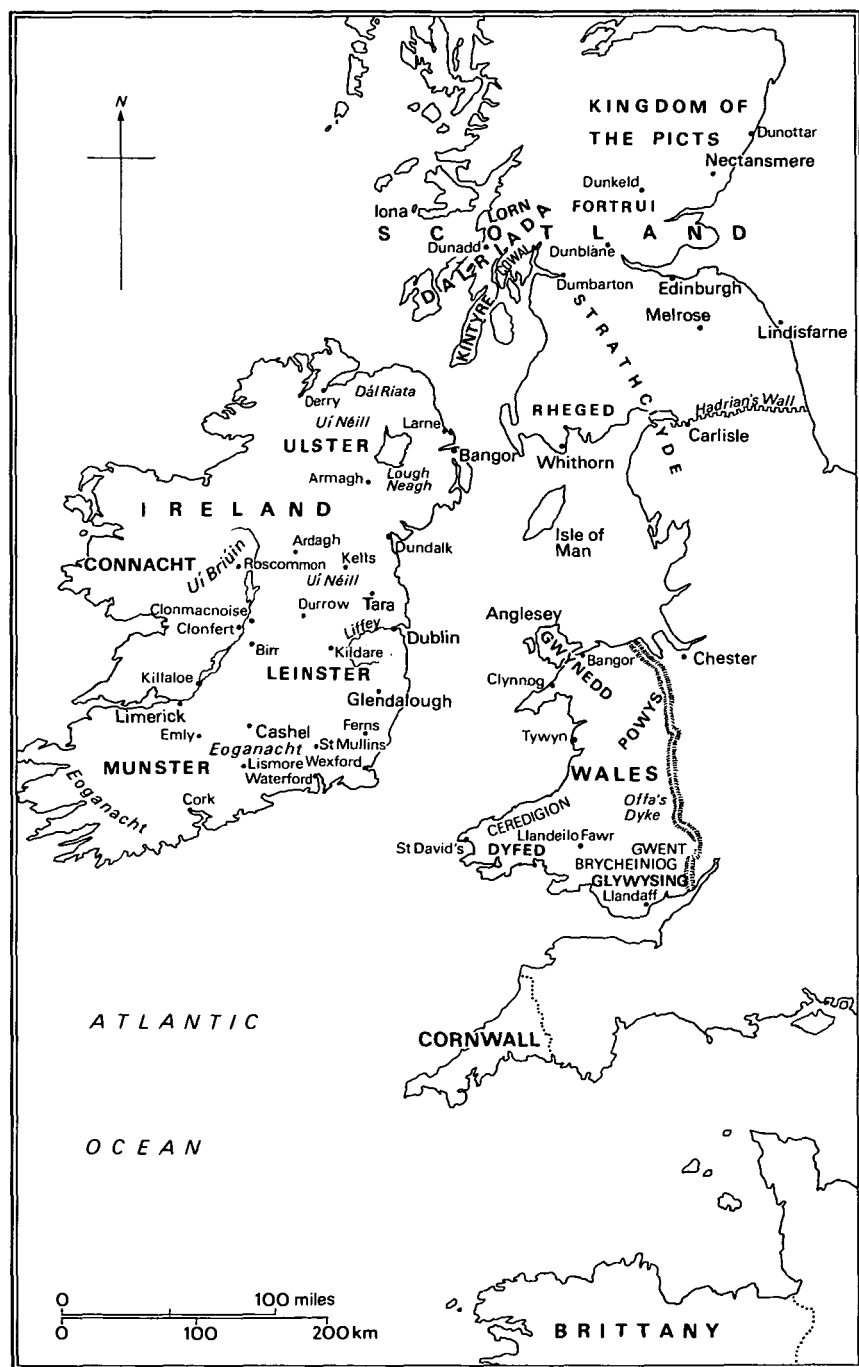 N
KINGDOM OF
THE PICTS
Dunottar
Nectansmere
Dunkeld
FORTRUI
Iona
LORN
SCOTLAND
Dunadd
DALRIADA
COWAL
Dunblane
Dumbarton
Edinburgh
KINTYRE
Melrose
Lindisfarne
STRATHCLYDE
Derry
Dál Riata
Uí Néill
Larne
RHEGED
Hadrian's Wall
Carlisle
ULSTER
Bangor
Whithorn
Armagh
Lough
Neagh
IRELAND
Isle of
Man
Ardagh
Dundalk
CONNACHT
Uí Briúin
Roscommon
Kells
Uí Néill
Clonmacnoise
Durrow
Tara
Clonfert
Liffey
Dublin
Birr
Kildare
Killaloe
LEINSTER
Glendalough
Limerick
Cashel
Ferns
Emly
Eoganacht
St Mullins
MUNSTER
Lismore
Wexford
Waterford
Eoganacht
Cork
Anglesey
GWYNEDD
Bangor
Chester
Clynnog
POWYS
Tywyn
WALES
Offa's
Dyke
CEREDIGION
St David's
Llandeilo Fawr
DYFED
GWENT
BRYCHEINIOG
GLYWYSING
Llandaff
ATLANTIC
CORNWALL
OCEAN
0 100 miles
0 100 200 km
BRITTANY